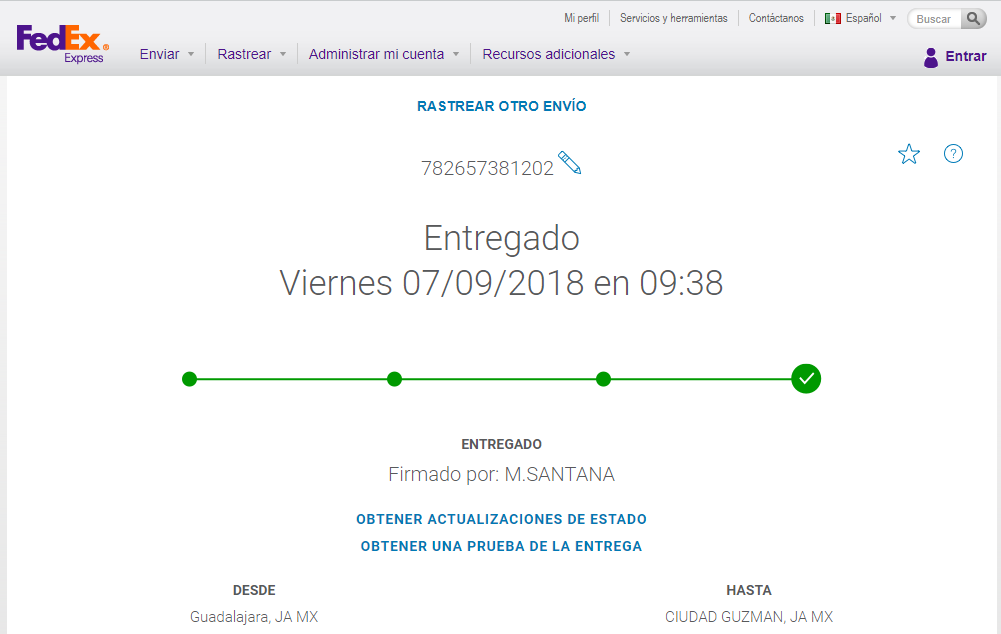 Mi perfil Servicios y herramientas Contáctanos Español Buscar
FedEx®
Express
Enviar Rastrear Administrar mi cuenta Recursos adicionales Entrar
RASTREAR OTRO ENVÍO
782657381202
?
Entregado
Viernes 07/09/2018 en 09:38
ENTREGADO
Firmado por: M.SANTANA
OBTENER ACTUALIZACIONES DE ESTADO
OBTENER UNA PRUEBA DE LA ENTREGA
DESDE HASTA
Guadalajara, JA MX CIUDAD GUZMAN, JA MX